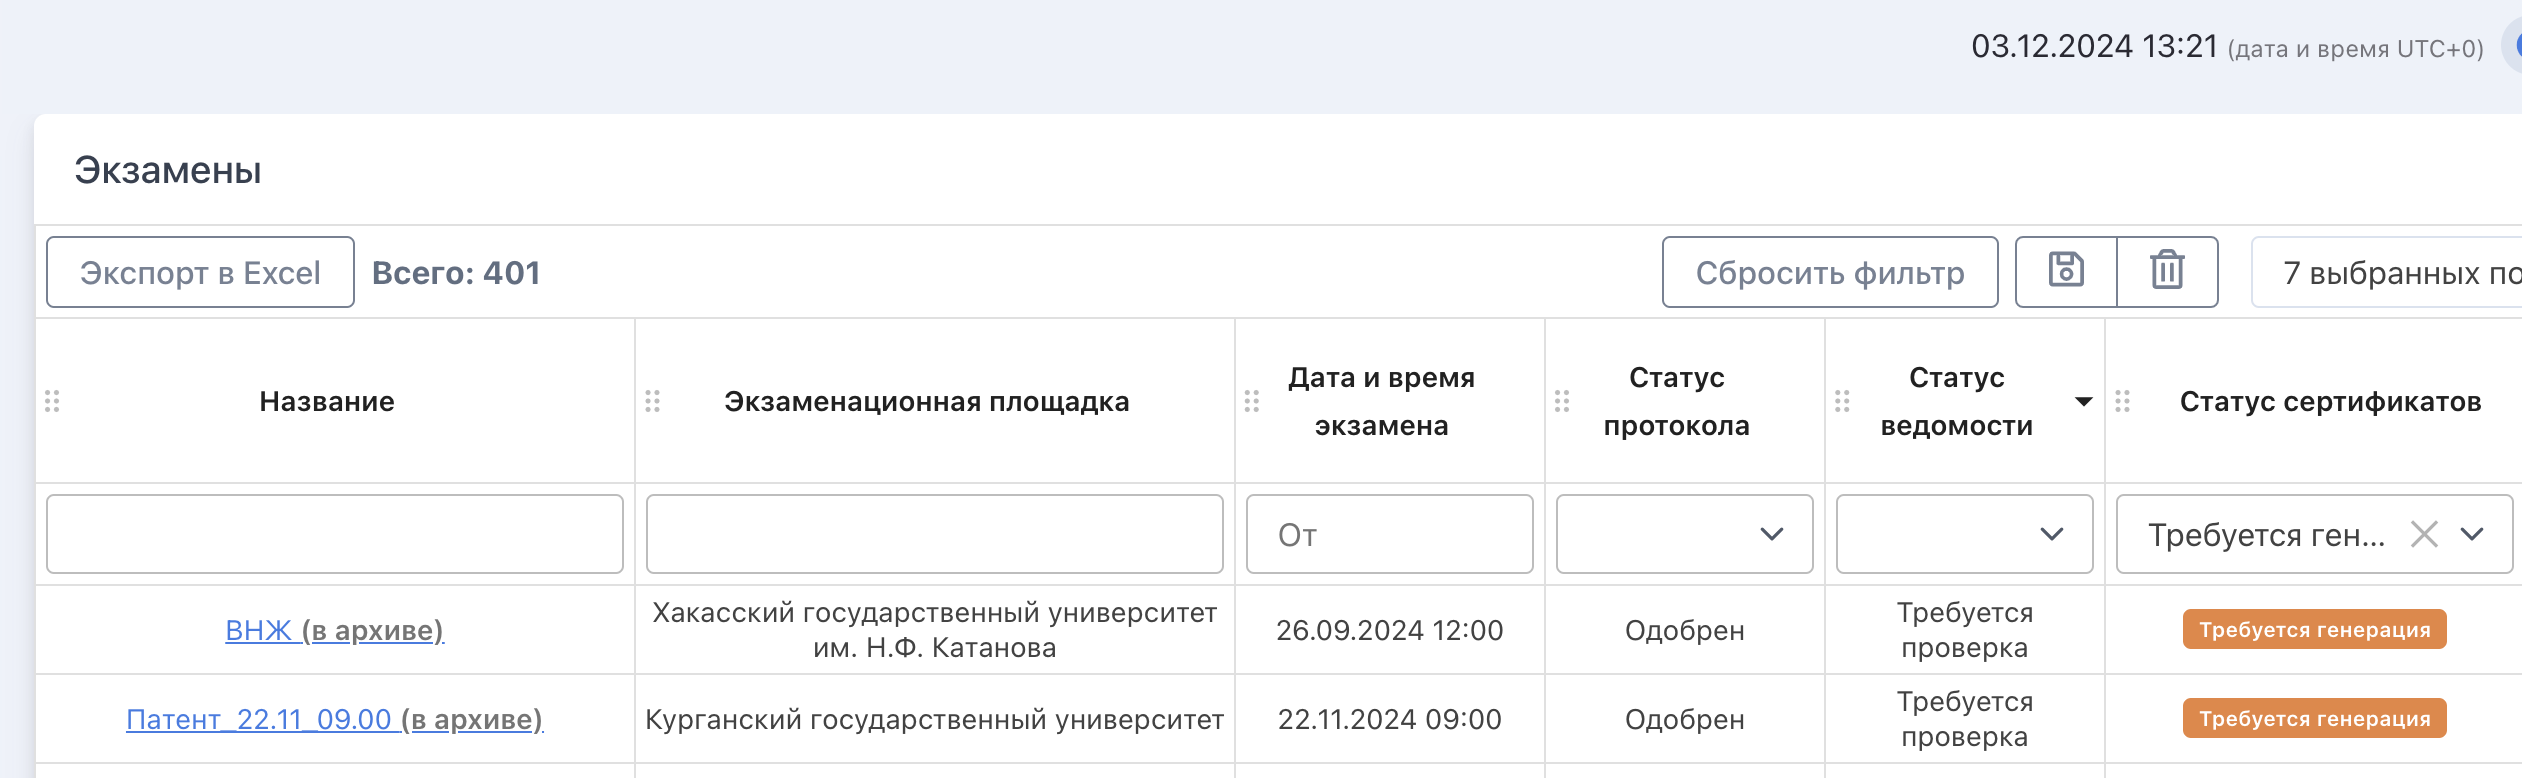 03.12.2024 13:21 (дата и время UTC+0)
Экзамены
Экспорт в Excel Всего: 401 Сбросить фильтр 7 выбранных
Название Экзаменационная площадка Дата и время экзамена Статус протокола Статус ведомости Статус сертификатов
От Требуется ген...
ВНЖ (в архиве) Хакасский государственный университет им. Н.Ф. Катанова 26.09.2024 12:00 Одобрен Требуется проверка Требуется генерация
Патент_22.11_09.00 (в архиве) Курганский государственный университет 22.11.2024 09:00 Одобрен Требуется проверка Требуется генерация